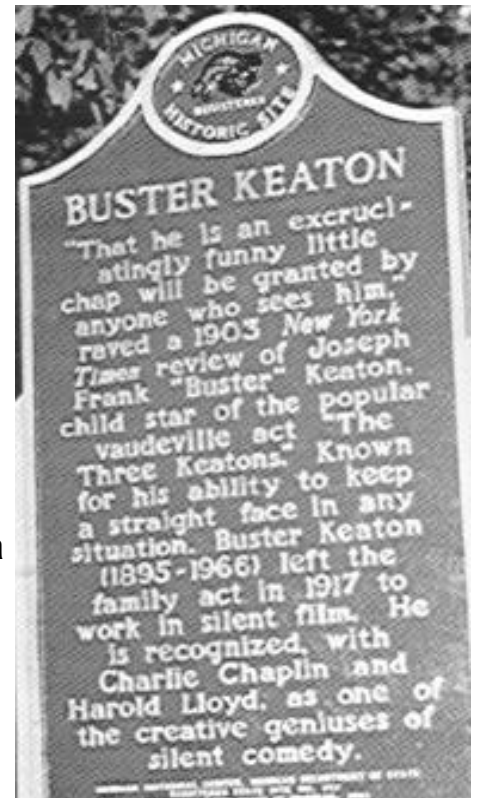 MICHIGAN
REGISTERED
HISTORIC SITE
BUSTER KEATON
"That he is an excruci-
atingly funny little
chap will be granted by
anyone who sees him,"
raved a 1903 New York
Times review of Joseph
Frank "Buster" Keaton,
child star of the popular
vaudeville act "The
Three Keatons." Known
for his ability to keep
a straight face in any
situation, Buster Keaton
(1895-1966) left the
family act in 1917 to
work in silent film. He
is recognized, with
Charlie Chaplin and
Harold Lloyd, as one of
the creative geniuses of
silent comedy.